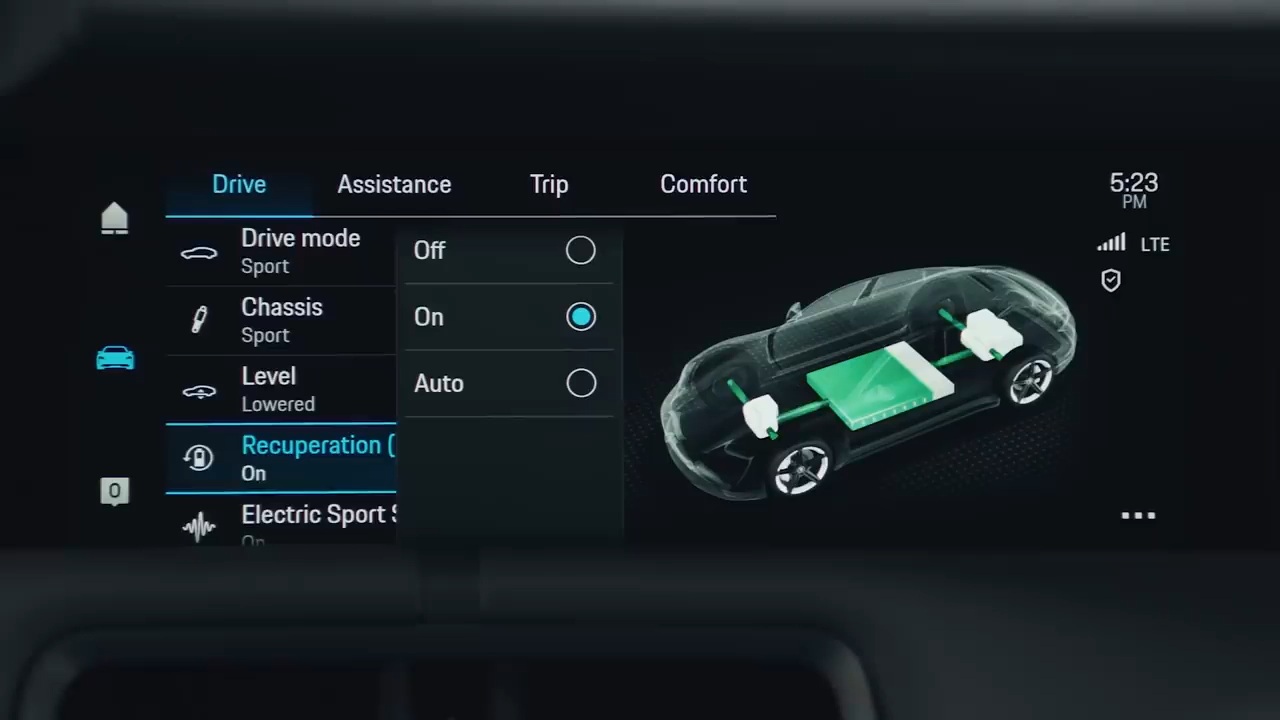 Drive Assistance Trip Comfort
5:23
PM
LTE
Drive mode
Sport
Chassis
Sport
Level
Lowered
Recuperation (
On
Electric Sport S
On
Off
On
Auto
0